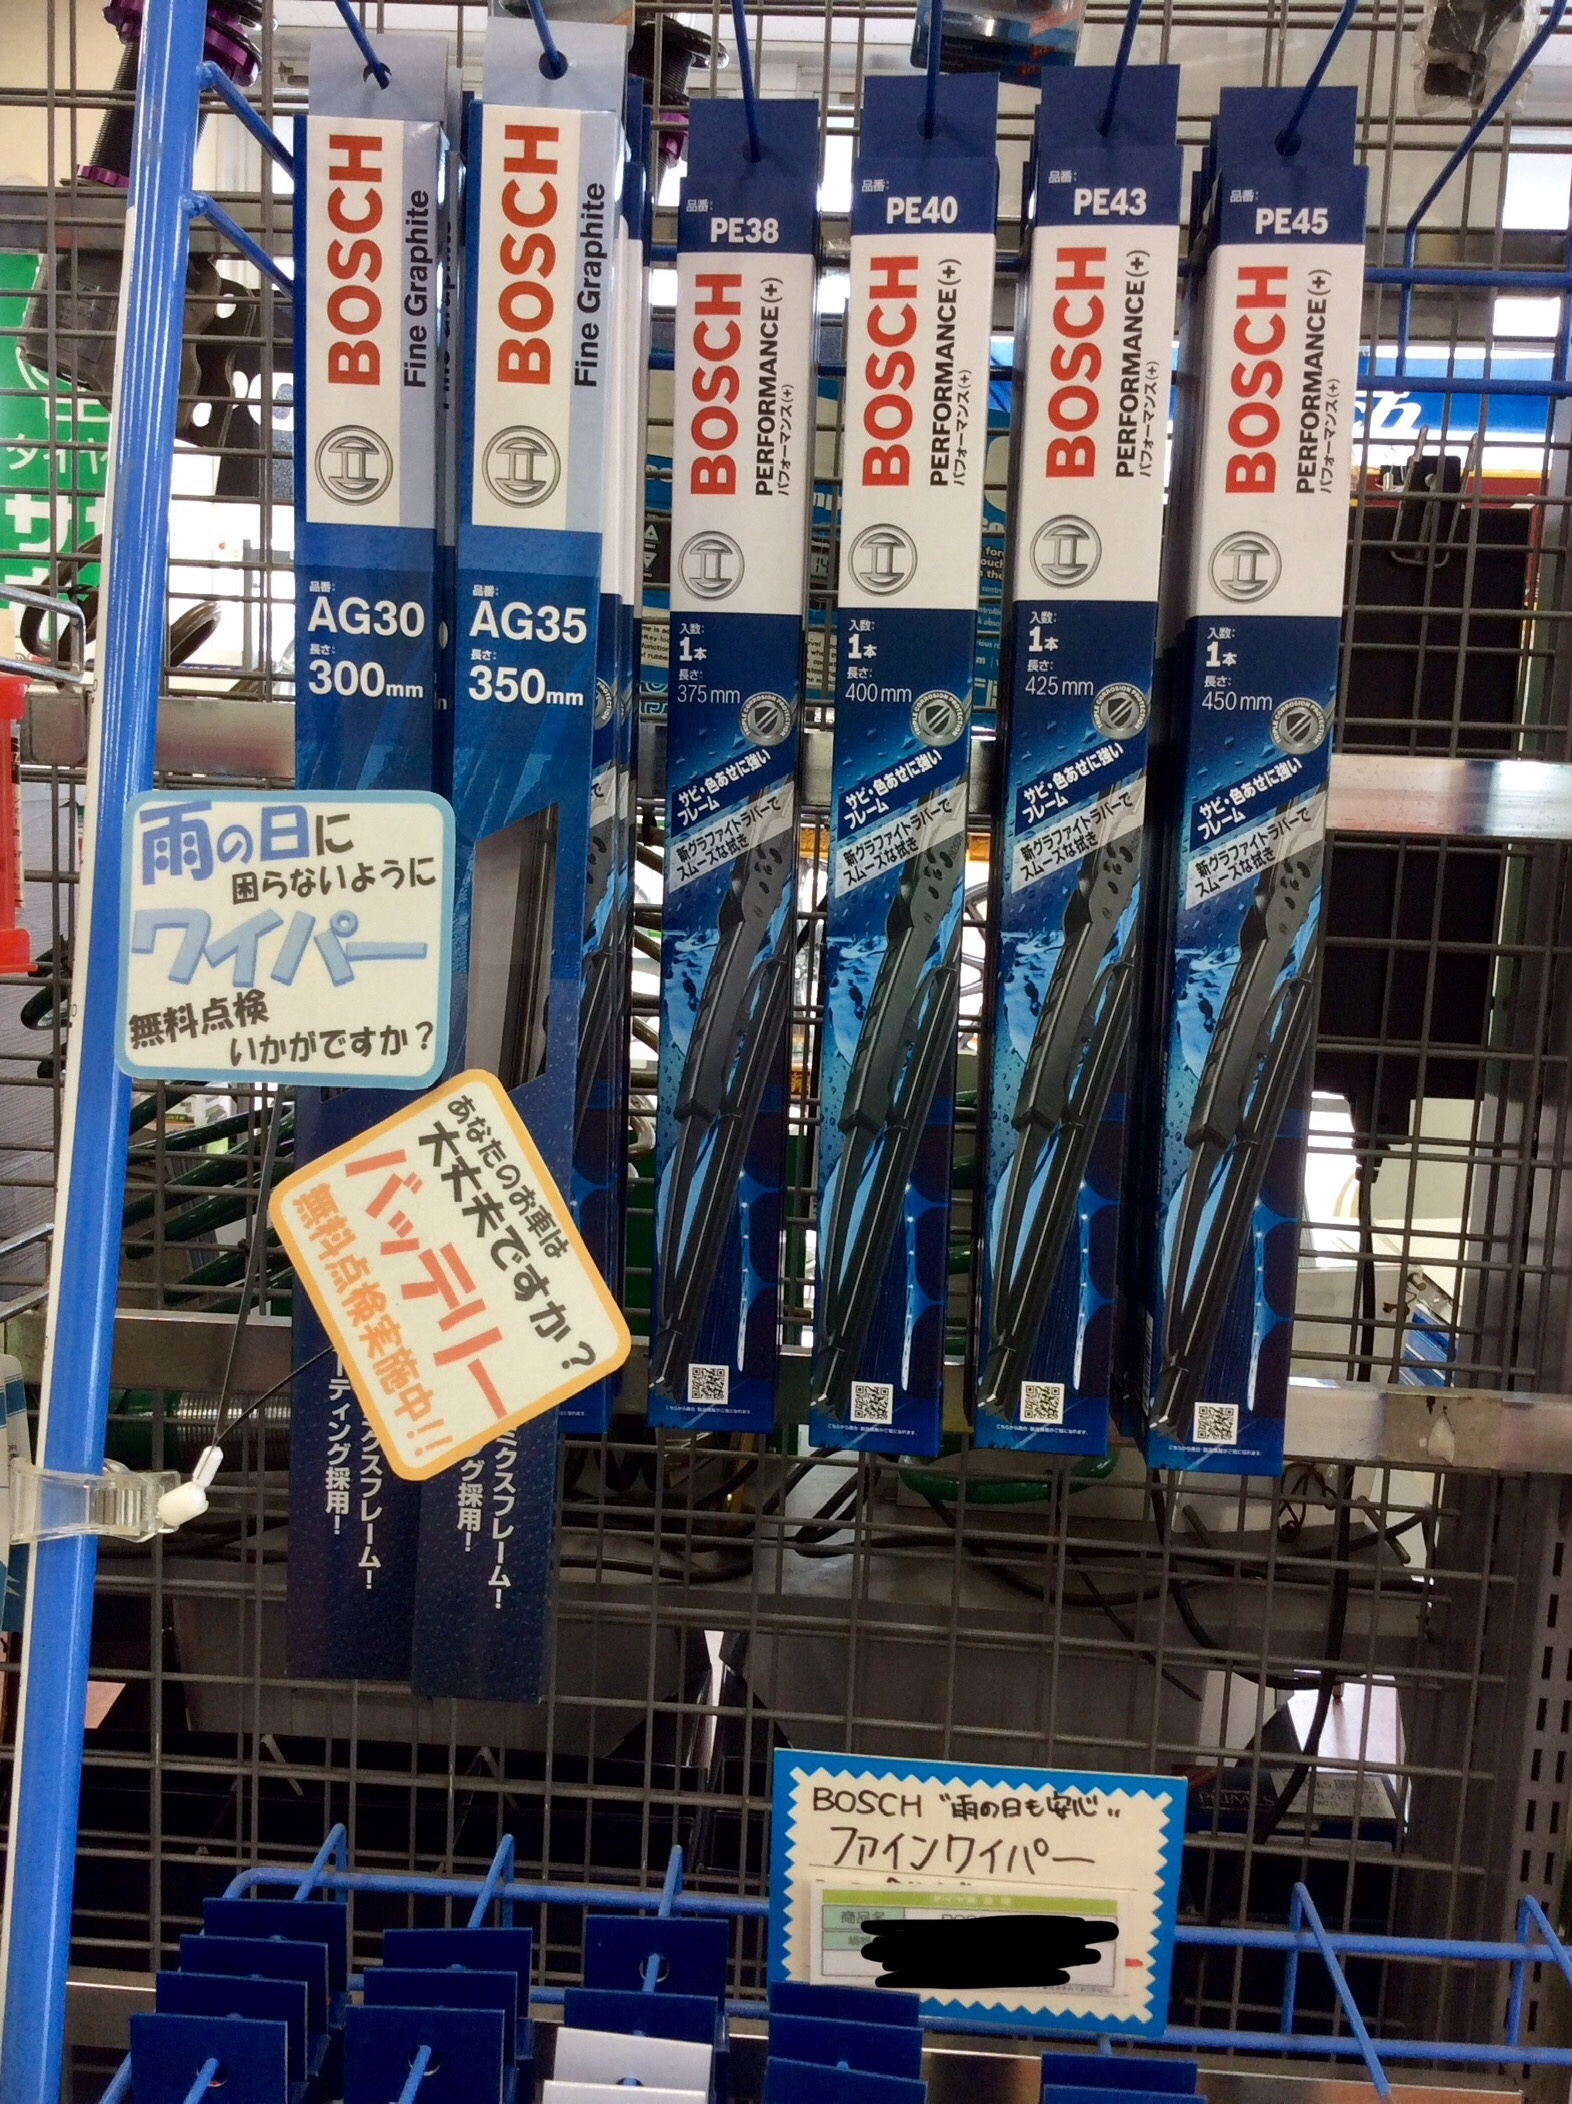 BOSCH
Fine Graphite
品番:
AG30
長さ:
300mm
BOSCH
Fine Graphite
品番:
AG35
長さ:
350mm
品番:
PE38
BOSCH
PERFORMANCE(+)
パフォーマンス(+)
入数:
1本
長さ:
375mm
サビ・色あせに強い
フレーム
新グラファイトラバーで
スムーズな拭き
品番:
PE40
BOSCH
PERFORMANCE(+)
パフォーマンス(+)
入数:
1本
長さ:
400mm
サビ・色あせに強い
フレーム
新グラファイトラバーで
スムーズな拭き
品番:
PE43
BOSCH
PERFORMANCE(+)
パフォーマンス(+)
入数:
1本
長さ:
425mm
サビ・色あせに強い
フレーム
新グラファイトラバーで
スムーズな拭き
品番:
PE45
BOSCH
PERFORMANCE(+)
パフォーマンス(+)
入数:
1本
長さ:
450mm
サビ・色あせに強い
フレーム
新グラファイトラバーで
スムーズな拭き
雨の日に
困らないように
ワイパー
無料点検
いかがですか?
あなたのお車は
大丈夫ですか?
バッテリー
無料点検実施中!!
クスフレーム!
ティング採用!
ミクスフレーム!
グ採用!
BOSCH "雨の日も安心"
ファインワイパー
商品名